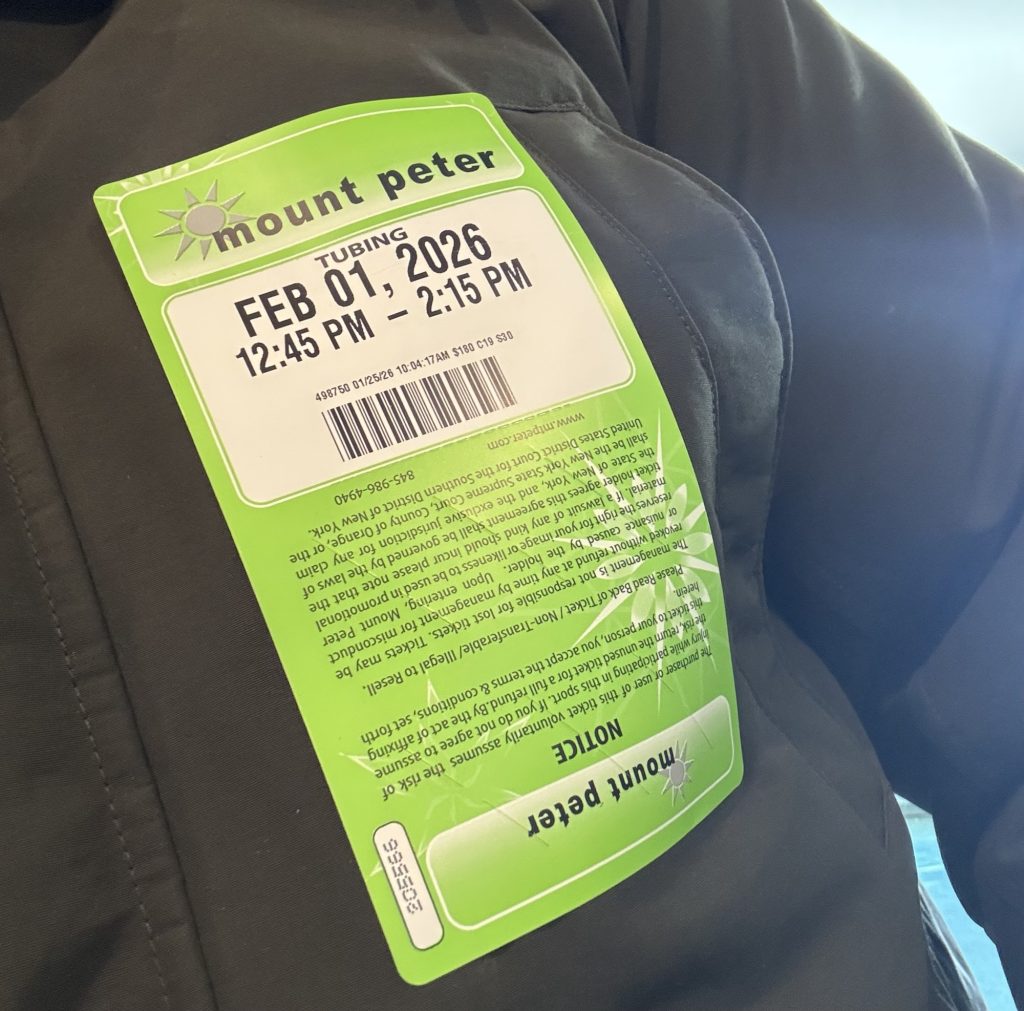 mount peter
TUBING
FEB 01, 2026
12:45 PM – 2:15 PM
498750 01/25/26 10:04:17AM $180 C19 S30
mount peter
NOTICE
The purchaser or user of this ticket voluntarily assumes the risk of
injury while participating in this sport. If you do not agree to assume
the risk, return the unused ticket for a full refund.By the act of affixing
this ticket to your person, you accept the terms & conditions, set forth
herein.
Please Read Back of Ticket / Non-Transferable/ Illegal to Resell.
The management is not responsible for lost tickets. Tickets may be
revoked without refund at any time by management for misconduct
or nuisance caused by the holder. Upon entering, Mount Peter
reserves the right for your image or likeness to be used in promotional
material. If a lawsuit of any kind should incur please note that the
ticket holder agrees this agreement shall be governed by the laws of
the State of New York, and the exclusive jurisdiction for any claim
shall be the New York State Supreme Court, County of Orange, or the
United States District Court for the Southern District of New York.
www.mtpeter.com 845-986-4940